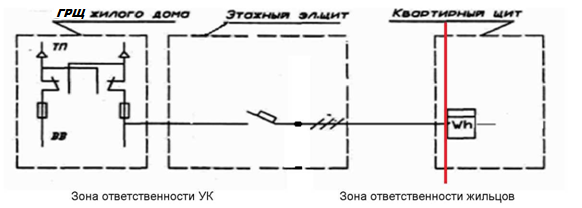 ГРЩ жилого дома
Этажный эл.щит
Квартирный щит
ТП
ВВ
Wh
Зона ответственности УК
Зона ответственности жильцов